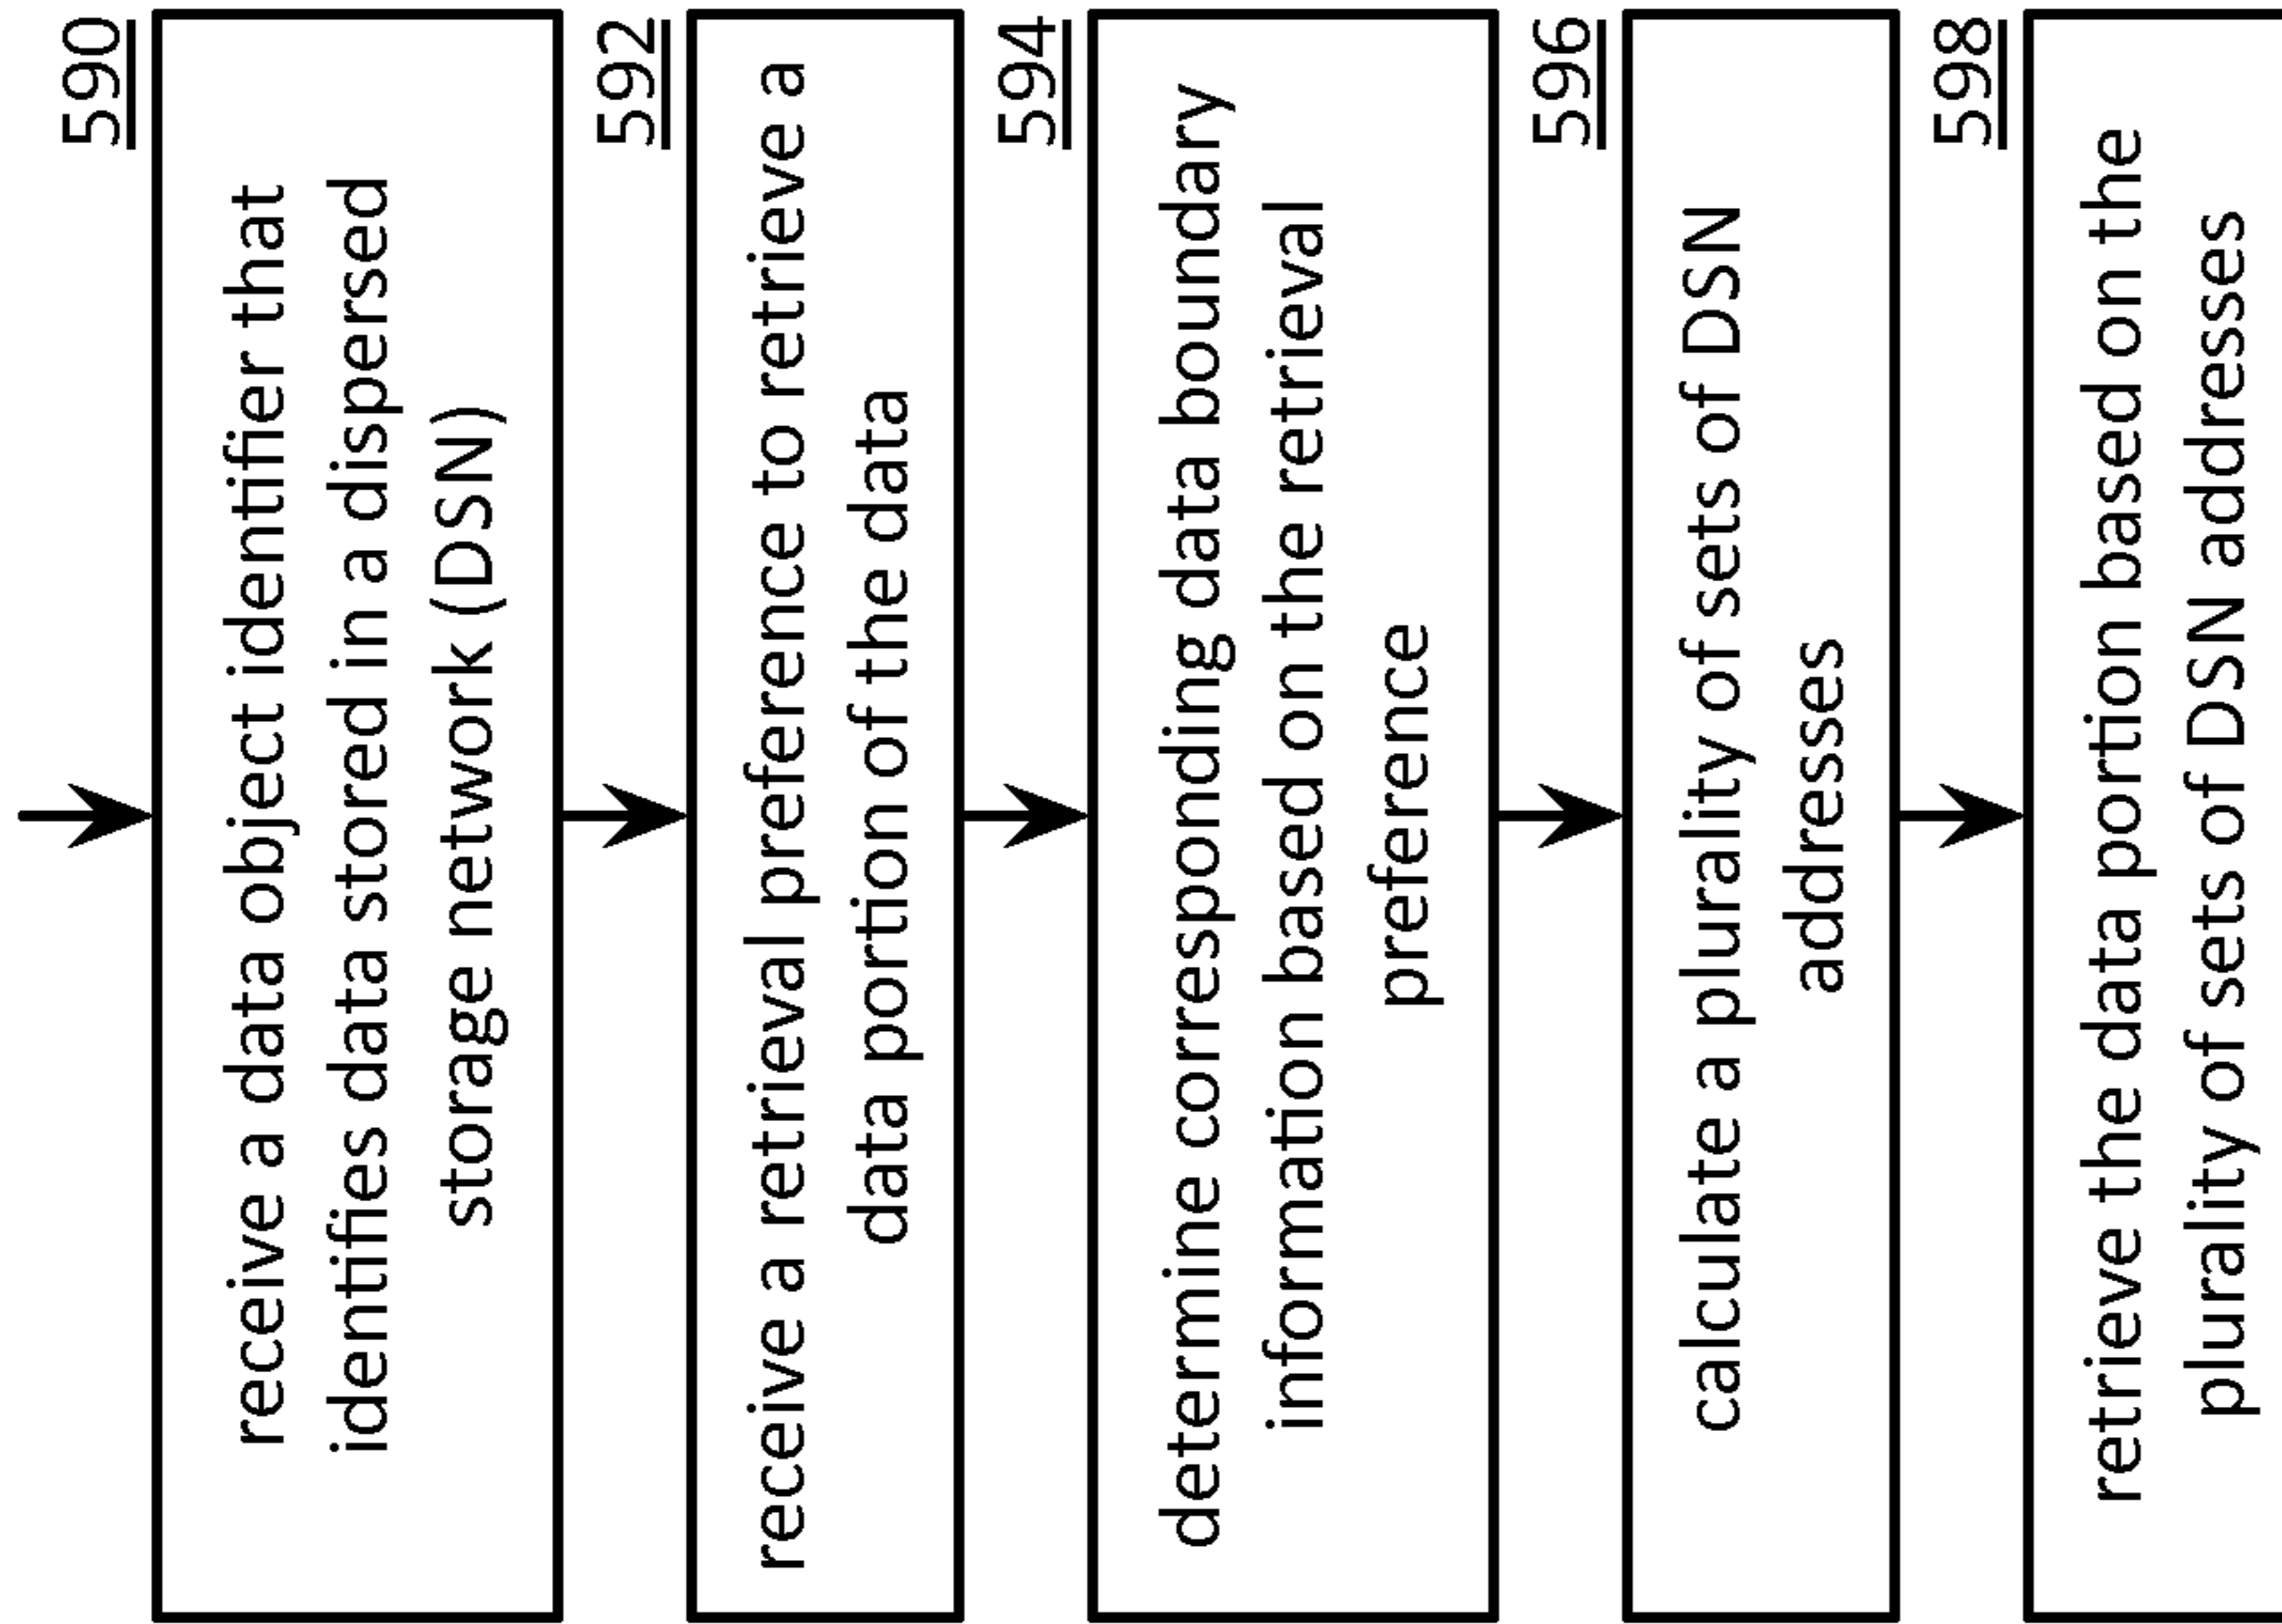 590
receive a data object identifier that
identifies data stored in a dispersed
storage network (DSN)
592
receive a retrieval preference to retrieve a
data portion of the data
594
determine corresponding data boundary
information based on the retrieval
preference
596
calculate a plurality of sets of DSN
addresses
598
retrieve the data portion based on the
plurality of sets of DSN addresses